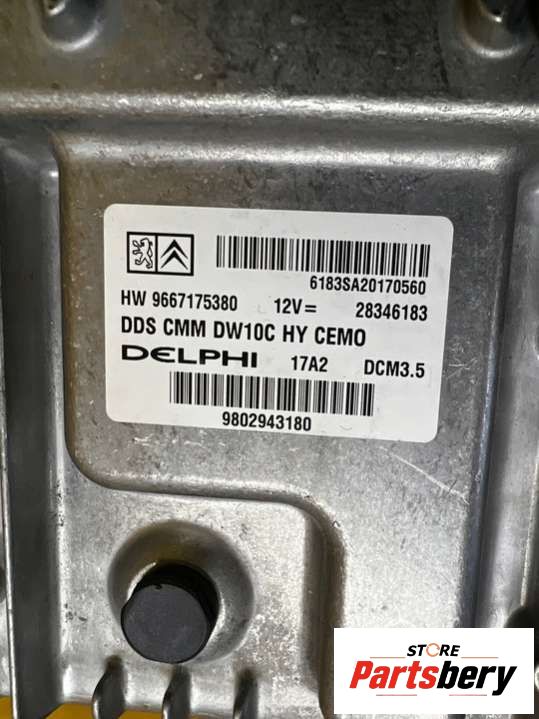 6183SA20170560
HW 9667175380 12V= 28346183
DDS CMM DW10C HY CEMO
DELPHI 17A2 DCM3.5
9802943180
STORE
Partsbery